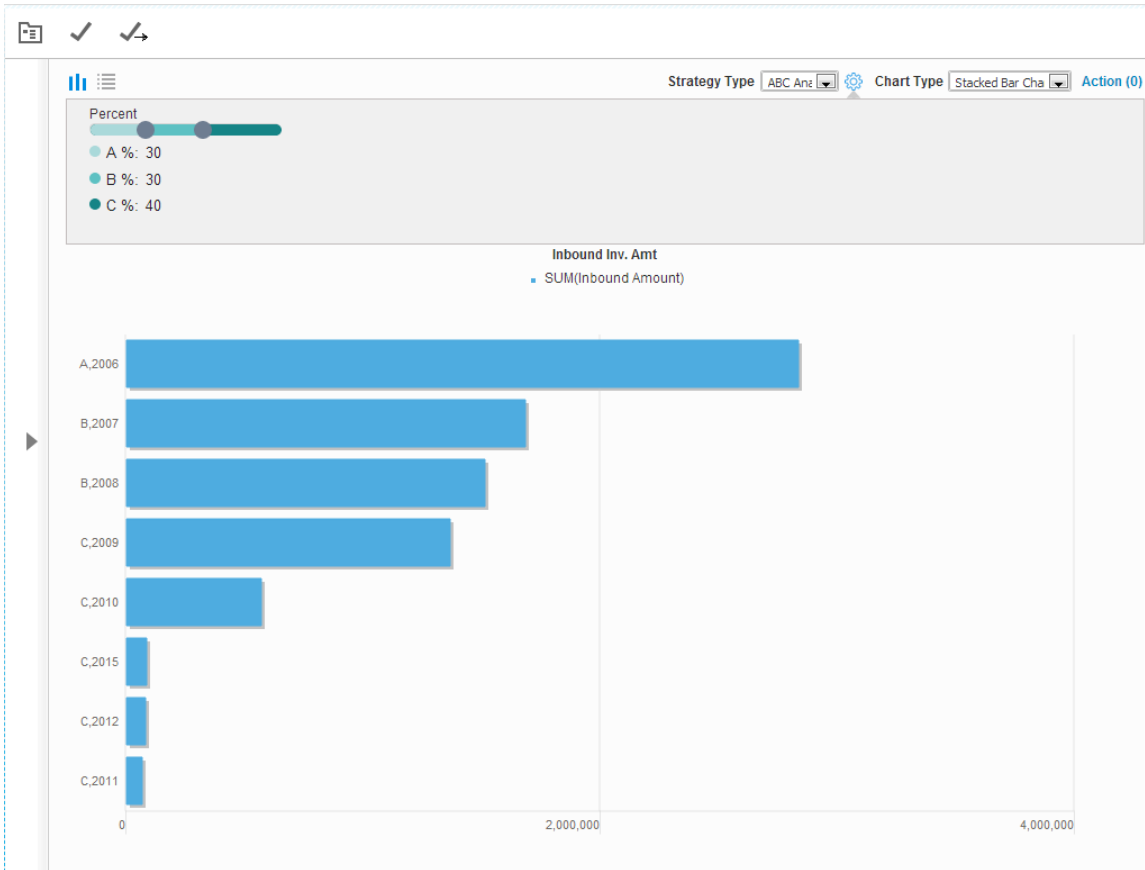 Strategy Type ABC Ana Chart Type Stacked Bar Cha Action (0)
Percent
A %: 30
B %: 30
C %: 40
Inbound Inv. Amt
SUM(Inbound Amount)
A,2006
B,2007
B,2008
C,2009
C,2010
C,2015
C,2012
C,2011
0 2,000,000 4,000,000